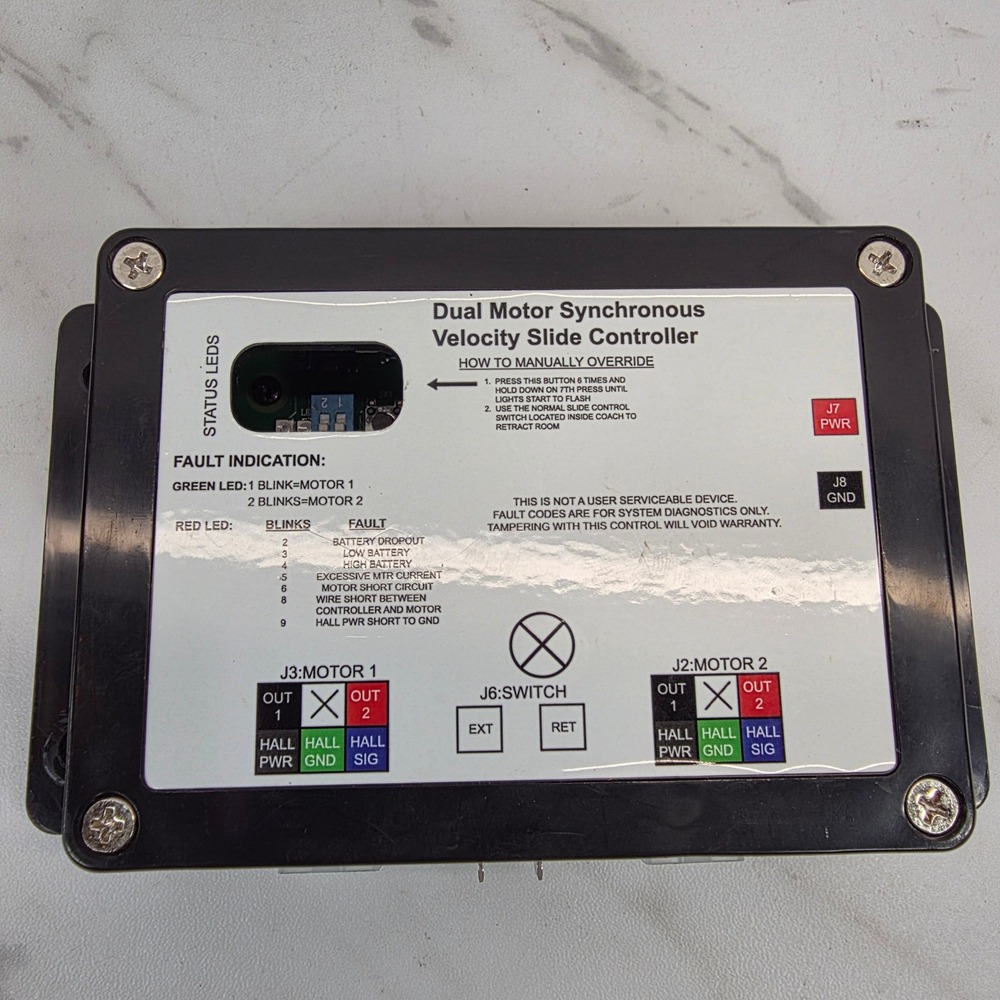 Dual Motor Synchronous
Velocity Slide Controller
HOW TO MANUALLY OVERRIDE
1. PRESS THIS BUTTON 6 TIMES AND
HOLD DOWN ON 7TH PRESS UNTIL
LIGHTS START TO FLASH
2. USE THE NORMAL SLIDE CONTROL
SWITCH LOCATED INSIDE COACH TO
RETRACT ROOM
STATUS LEDS
2 1
J7
PWR
J8
GND
FAULT INDICATION:
GREEN LED: 1 BLINK=MOTOR 1
2 BLINKS=MOTOR 2
RED LED: BLINKS FAULT
2 BATTERY DROPOUT
3 LOW BATTERY
4 HIGH BATTERY
5 EXCESSIVE MTR CURRENT
6 MOTOR SHORT CIRCUIT
8 WIRE SHORT BETWEEN
CONTROLLER AND MOTOR
9 HALL PWR SHORT TO GND
THIS IS NOT A USER SERVICEABLE DEVICE.
FAULT CODES ARE FOR SYSTEM DIAGNOSTICS ONLY.
TAMPERING WITH THIS CONTROL WILL VOID WARRANTY.
J3:MOTOR 1
OUT 1
OUT 2
HALL PWR
HALL GND
HALL SIG
J6:SWITCH
EXT
RET
J2:MOTOR 2
OUT 1
OUT 2
HALL PWR
HALL GND
HALL SIG